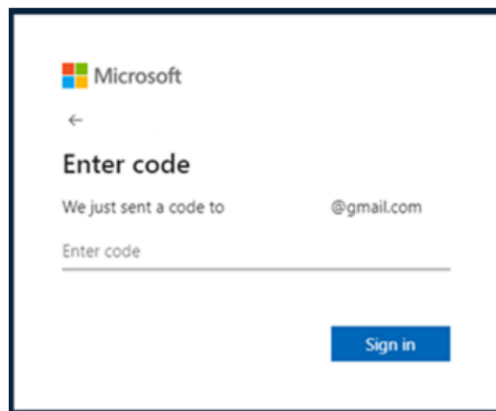 Microsoft
←
Enter code
We just sent a code to @gmail.com
Enter code
Sign in